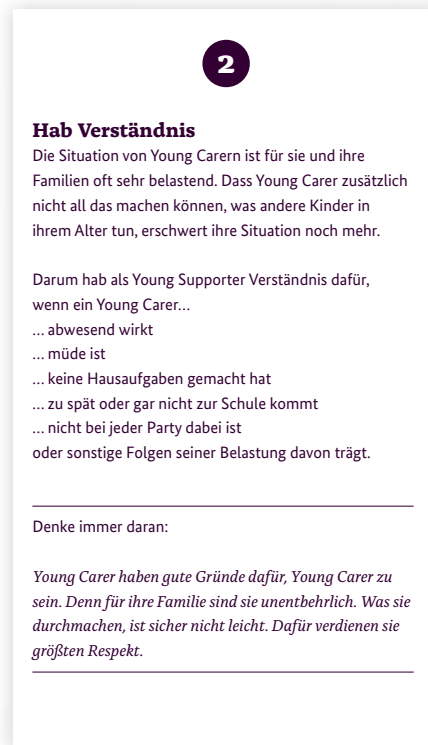 2
Hab Verständnis
Die Situation von Young Carern ist für sie und ihre
Familien oft sehr belastend. Dass Young Carer zusätzlich
nicht all das machen können, was andere Kinder in
ihrem Alter tun, erschwert ihre Situation noch mehr.
Darum hab als Young Supporter Verständnis dafür,
wenn ein Young Carer...
... abwesend wirkt
... müde ist
... keine Hausaufgaben gemacht hat
... zu spät oder gar nicht zur Schule kommt
... nicht bei jeder Party dabei ist
oder sonstige Folgen seiner Belastung davon trägt.
Denke immer daran:
Young Carer haben gute Gründe dafür, Young Carer zu
sein. Denn für ihre Familie sind sie unentbehrlich. Was sie
durchmachen, ist sicher nicht leicht. Dafür verdienen sie
größten Respekt.